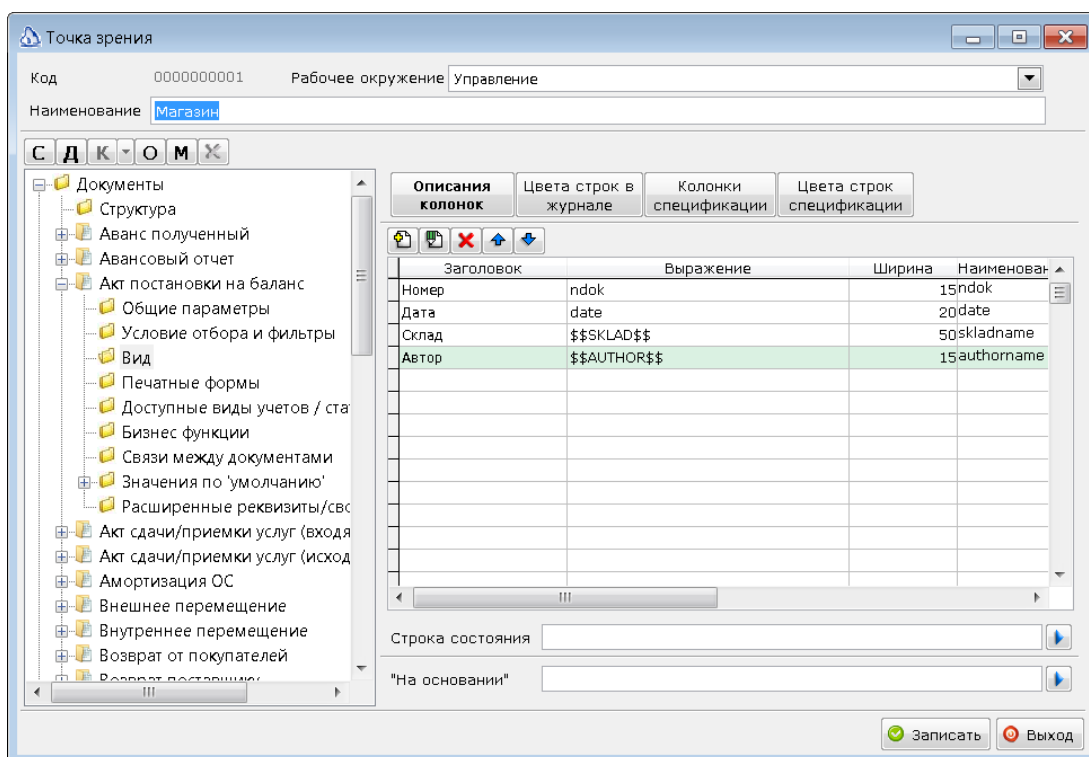 Точка зрения
Код 0000000001 Рабочее окружение Управление
Наименование Магазин
С Д К О М
Документы
Структура
Аванс полученный
Авансовый отчет
Акт постановки на баланс
Общие параметры
Условие отбора и фильтры
Вид
Печатные формы
Доступные виды учетов / ста
Бизнес функции
Связи между документами
Значения по 'умолчанию'
Расширенные реквизиты/сво
Акт сдачи/приемки услуг (входя
Акт сдачи/приемки услуг (исход
Амортизация ОС
Внешнее перемещение
Внутреннее перемещение
Возврат от покупателей
Возврат поставщику
Описания колонок
Цвета строк в журнале
Колонки спецификации
Цвета строк спецификации
Заголовок Выражение Ширина Наименован
Номер ndok 15 ndok
Дата date 20 date
Склад $$SKLAD$$ 50 skladname
Автор $$AUTHOR$$ 15 authorname
Строка состояния
"На основании"
Записать Выход